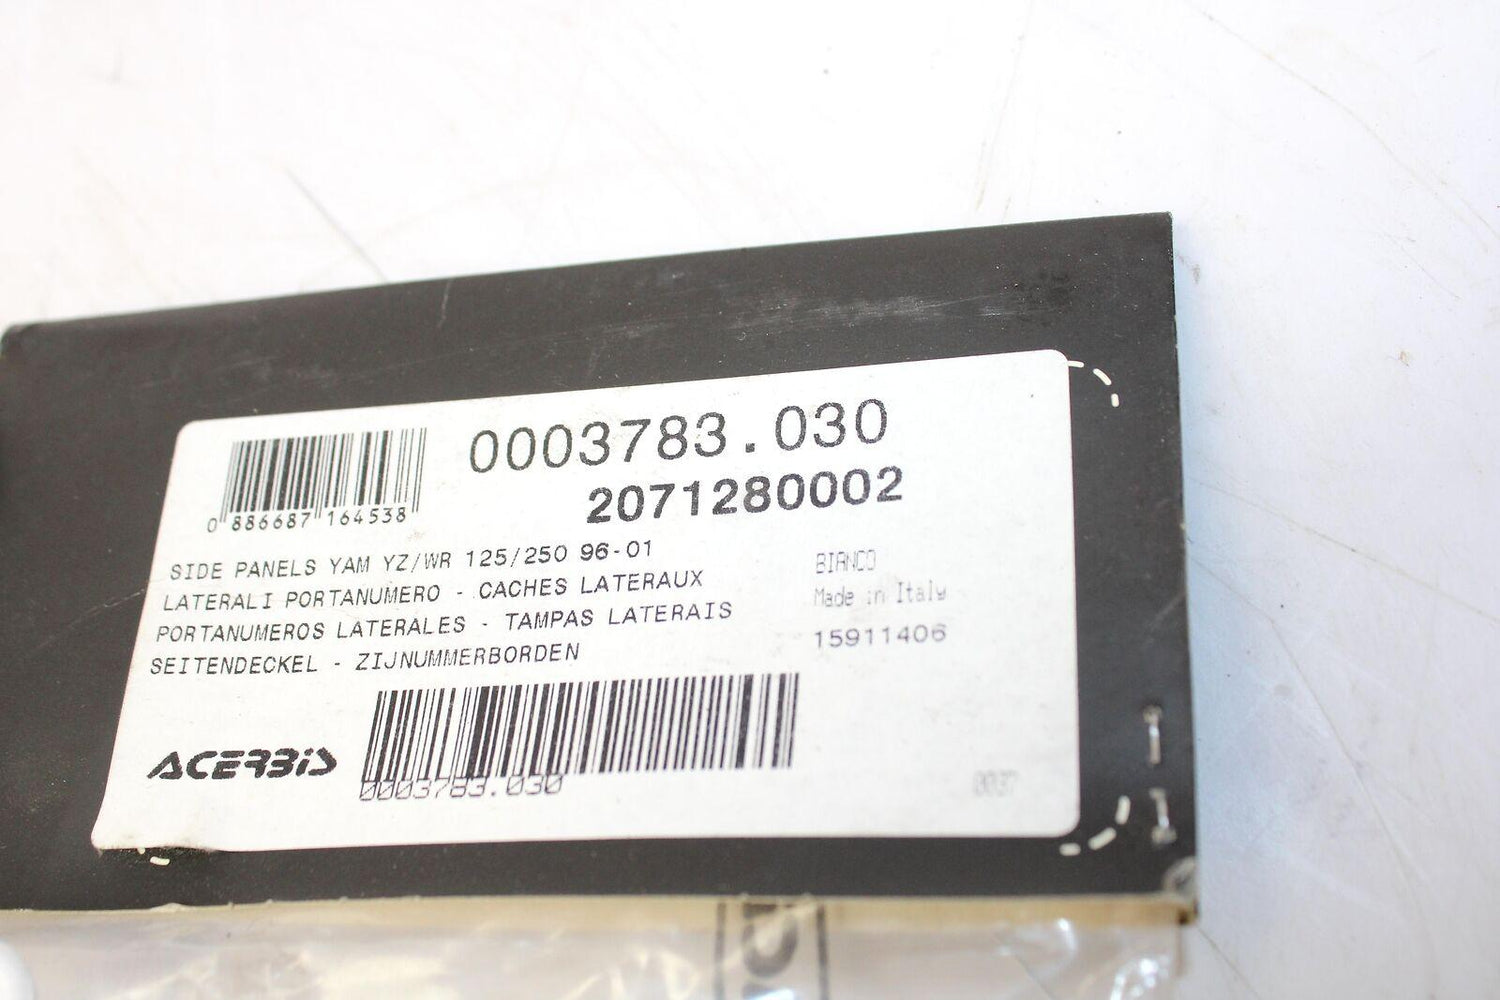 0003783.030
2071280002
0 886687 164538
SIDE PANELS YAM YZ/WR 125/250 96-01
LATERALI PORTANUMERO - CACHES LATERAUX
PORTANUMEROS LATERALES - TAMPAS LATERAIS
SEITENDECKEL - ZIJNUMMERBORDEN
BIANCO
Made in Italy
15911406
ACERBIS
0003783.030
0037